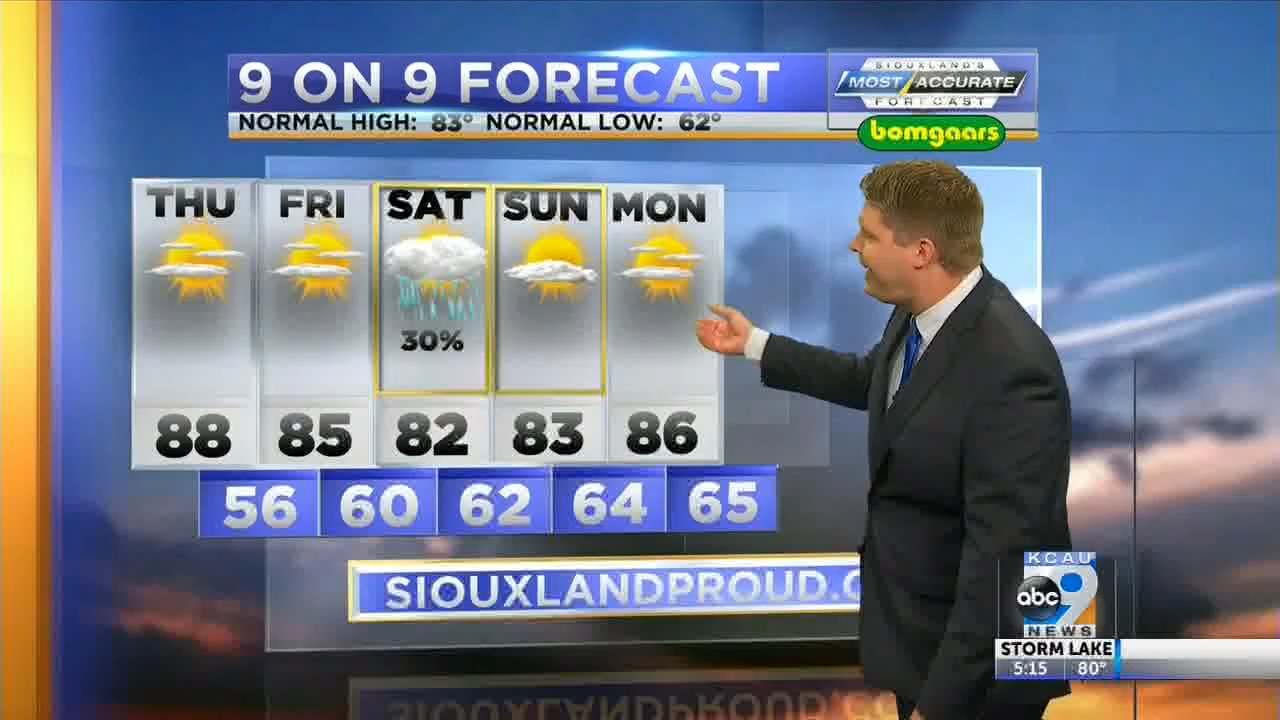 9 ON 9 FORECAST
NORMAL HIGH: 83° NORMAL LOW: 62°
SIOUXLAND'S
MOST ACCURATE
FORECAST
bomgaars
THU FRI SAT SUN MON
30%
88 85 82 83 86
56 60 62 64 65
SIOUXLANDPROUD.C
KCAU
abc 9
NEWS
STORM LAKE
5:15 80°
SIOUXLANDPROUD.CO